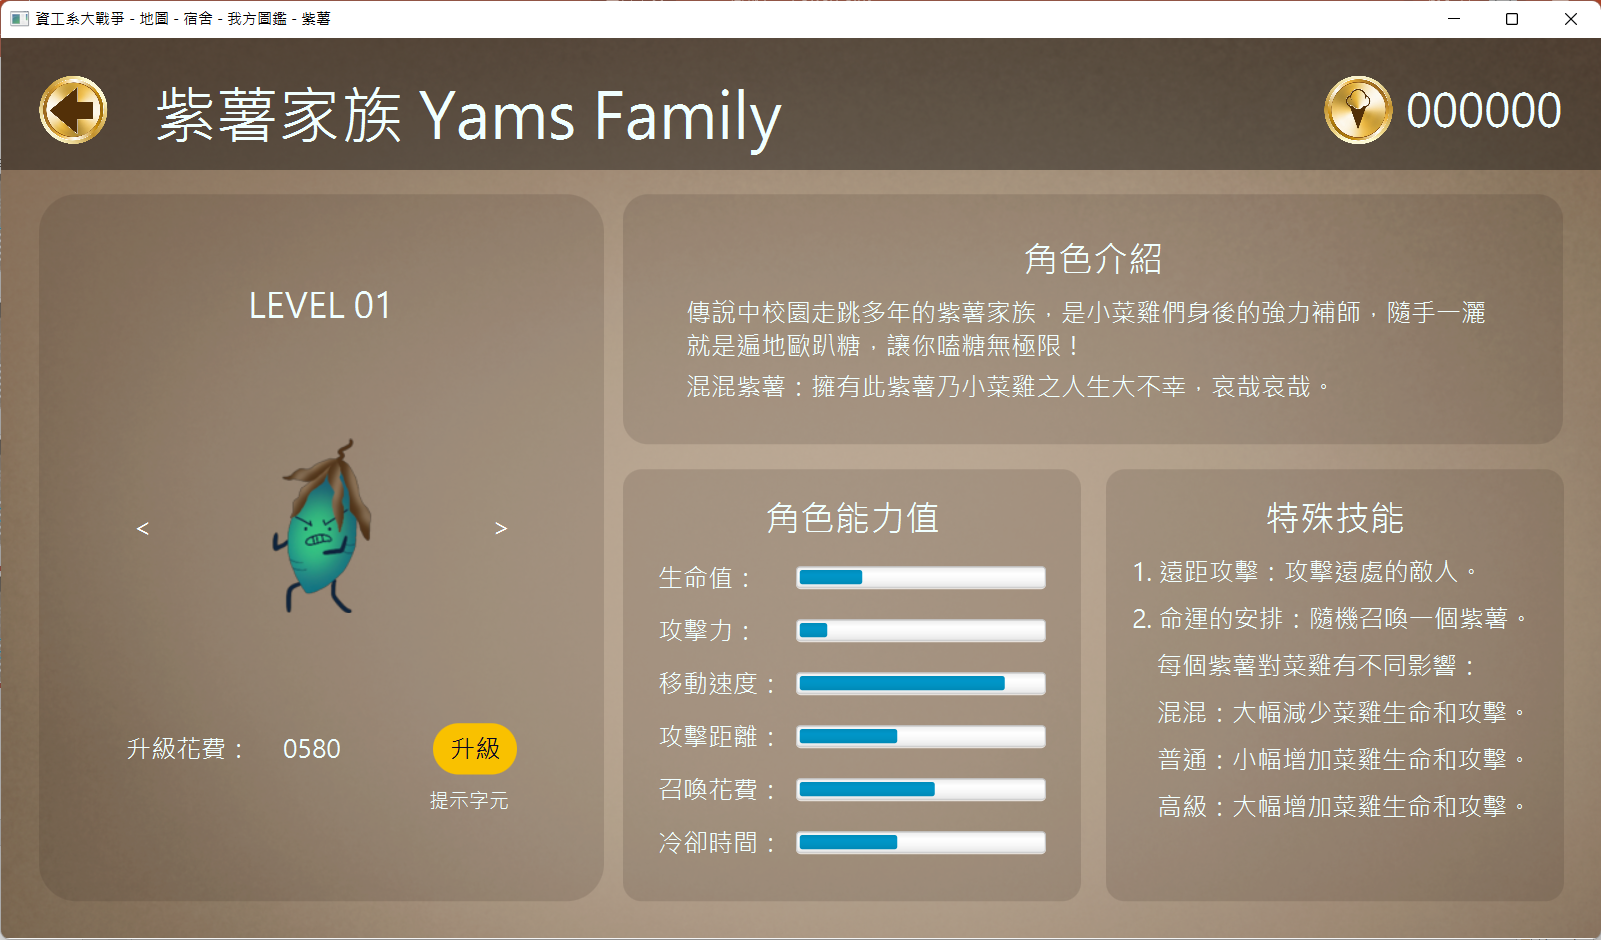 資工系大戰爭 - 地圖 - 宿舍 - 我方圖鑑 - 紫薯
紫薯家族 Yams Family
000000
LEVEL 01
<
>
升級花費：
0580
升級
提示字元
角色介紹
傳說中校園走跳多年的紫薯家族，是小菜雞們身後的強力補師，隨手一灑
就是遍地歐趴糖，讓你嗑糖無極限！
混混紫薯：擁有此紫薯乃小菜雞之人生大不幸，哀哉哀哉。
角色能力值
生命值：
攻擊力：
移動速度：
攻擊距離：
召喚花費：
冷卻時間：
特殊技能
1. 遠距攻擊：攻擊遠處的敵人。
2. 命運的安排：隨機召喚一個紫薯。
每個紫薯對菜雞有不同影響：
混混：大幅減少菜雞生命和攻擊。
普通：小幅增加菜雞生命和攻擊。
高級：大幅增加菜雞生命和攻擊。